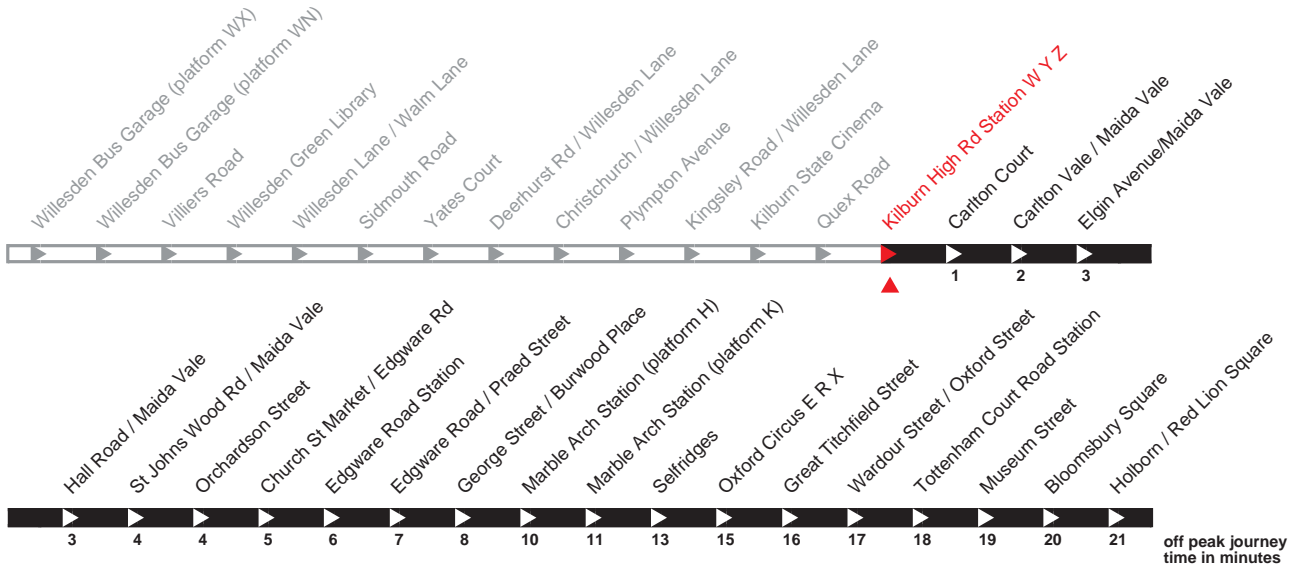 Willesden Bus Garage (platform WX)
Willesden Bus Garage (platform WN)
Villiers Road
Willesden Green Library
Willesden Lane / Walm Lane
Sidmouth Road
Yates Court
Deerhurst Rd / Willesden Lane
Christchurch / Willesden Lane
Plympton Avenue
Kingsley Road / Willesden Lane
Kilburn State Cinema
Quex Road
Kilburn High Rd Station W Y Z
Carlton Court
Carlton Vale / Maida Vale
Elgin Avenue/Maida Vale
1 2 3
Hall Road / Maida Vale
St Johns Wood Rd / Maida Vale
Orchardson Street
Church St Market / Edgware Rd
Edgware Road Station
Edgware Road / Praed Street
George Street / Burwood Place
Marble Arch Station (platform H)
Marble Arch Station (platform K)
Selfridges
Oxford Circus E R X
Great Titchfield Street
Wardour Street / Oxford Street
Tottenham Court Road Station
Museum Street
Bloomsbury Square
Holborn / Red Lion Square
3 4 4 5 6 7 8 10 11 13 15 16 17 18 19 20 21
off peak journey
time in minutes